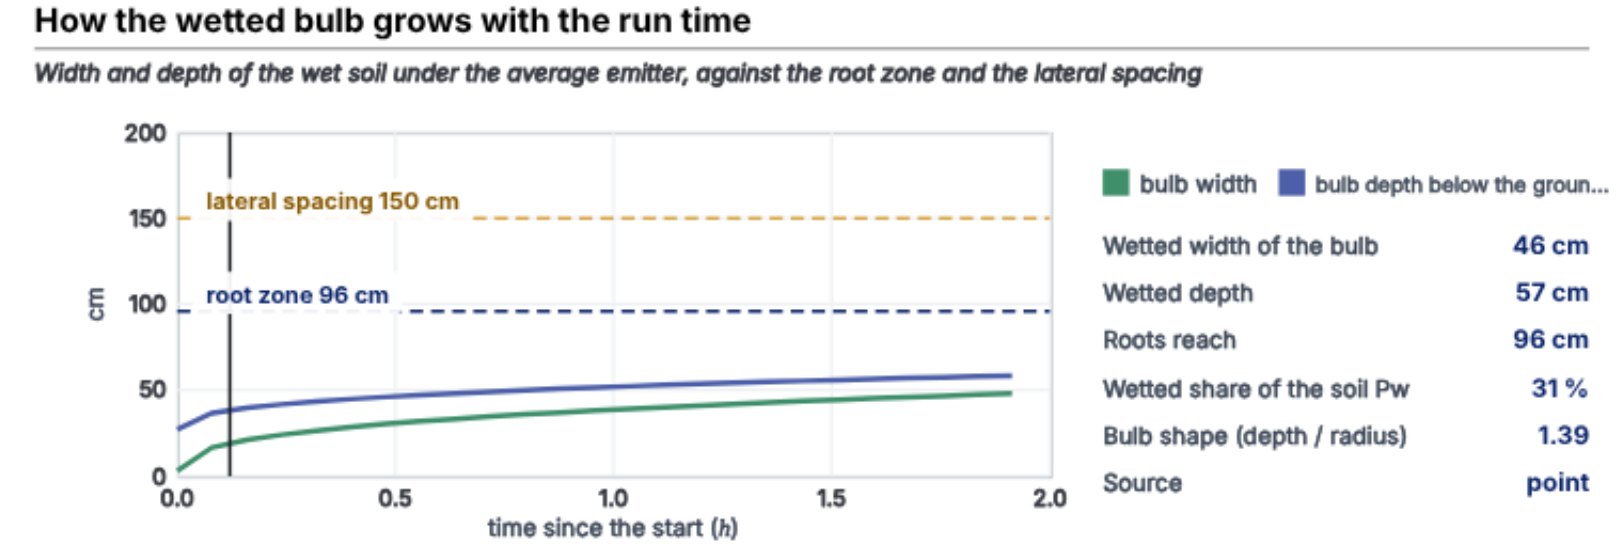 How the wetted bulb grows with the run time
Width and depth of the wet soil under the average emitter, against the root zone and the lateral spacing
200
150
100
50
0
cm
lateral spacing 150 cm
root zone 96 cm
0.0 0.5 1.0 1.5 2.0
time since the start (h)
bulb width bulb depth below the groun...
Wetted width of the bulb 46 cm
Wetted depth 57 cm
Roots reach 96 cm
Wetted share of the soil Pw 31 %
Bulb shape (depth / radius) 1.39
Source point